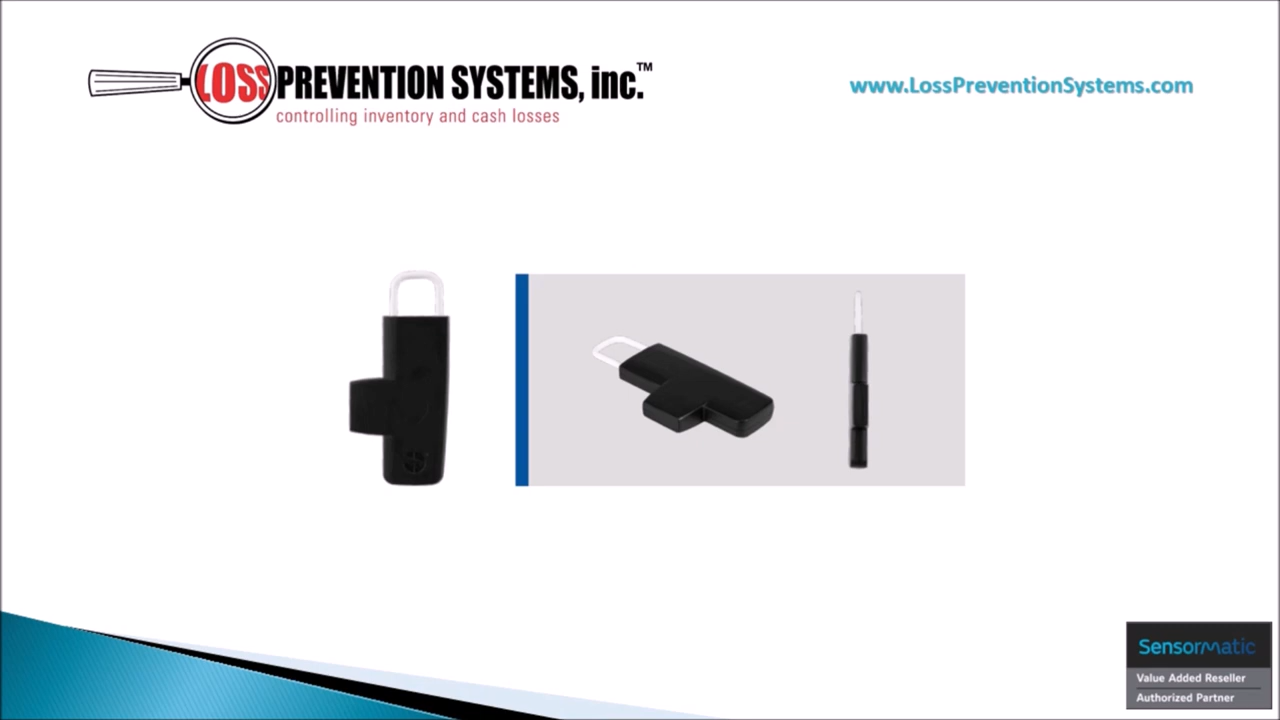 LOSS PREVENTION SYSTEMS, inc.™
controlling inventory and cash losses
www.LossPreventionSystems.com
Sensormatic
Value Added Reseller
Authorized Partner